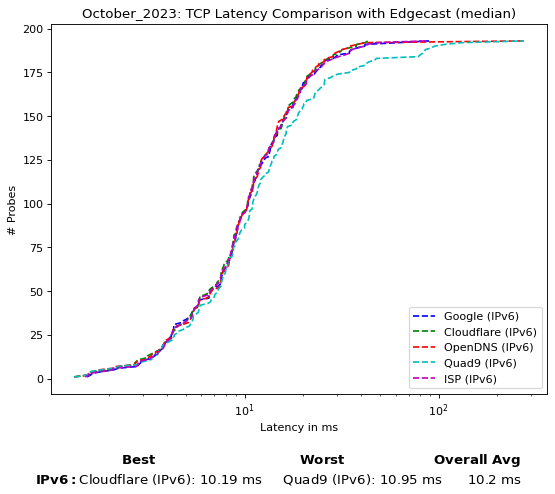 October_2023: TCP Latency Comparison with Edgecast (median)
200
175
150
125
100
75
50
25
0
# Probes
Google (IPv6)
Cloudflare (IPv6)
OpenDNS (IPv6)
Quad9 (IPv6)
ISP (IPv6)
10¹ 10²
Latency in ms
Best Worst Overall Avg
IPv6: Cloudflare (IPv6): 10.19 ms Quad9 (IPv6): 10.95 ms 10.2 ms